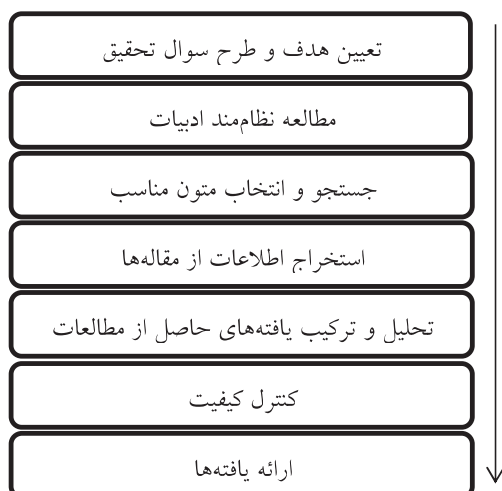 تعیین هدف و طرح سوال تحقیق
مطالعه نظام‌مند ادبیات
جستجو و انتخاب متون مناسب
استخراج اطلاعات از مقاله‌ها
تحلیل و ترکیب یافته‌های حاصل از مطالعات
کنترل کیفیت
ارائه یافته‌ها